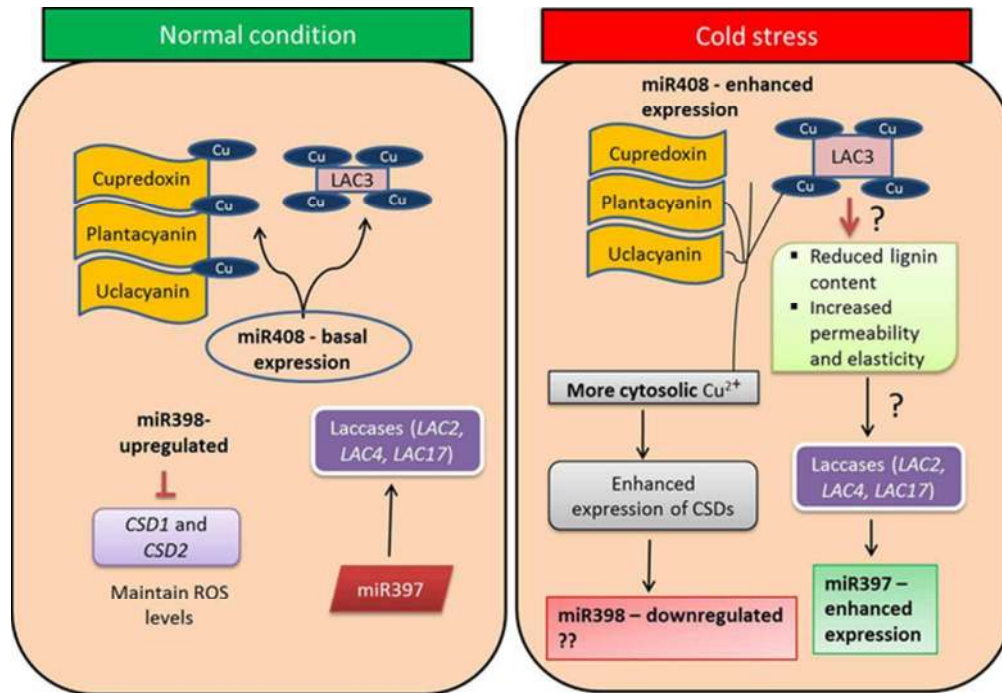 Normal condition
Cu
Cupredoxin
Cu
Plantacyanin
Cu
Uclacyanin
Cu
Cu
LAC3
Cu
Cu
miR408 - basal
expression
miR398-
upregulated
CSD1 and
CSD2
Maintain ROS
levels
Laccases (LAC2,
LAC4, LAC17)
miR397
Cold stress
miR408 - enhanced
expression
Cupredoxin
Plantacyanin
Uclacyanin
Cu
Cu
LAC3
Cu
Cu
?
▪ Reduced lignin
content
▪ Increased
permeability
and elasticity
More cytosolic Cu²⁺
?
Enhanced
expression of CSDs
Laccases (LAC2,
LAC4, LAC17)
miR398 – downregulated
??
miR397 –
enhanced
expression